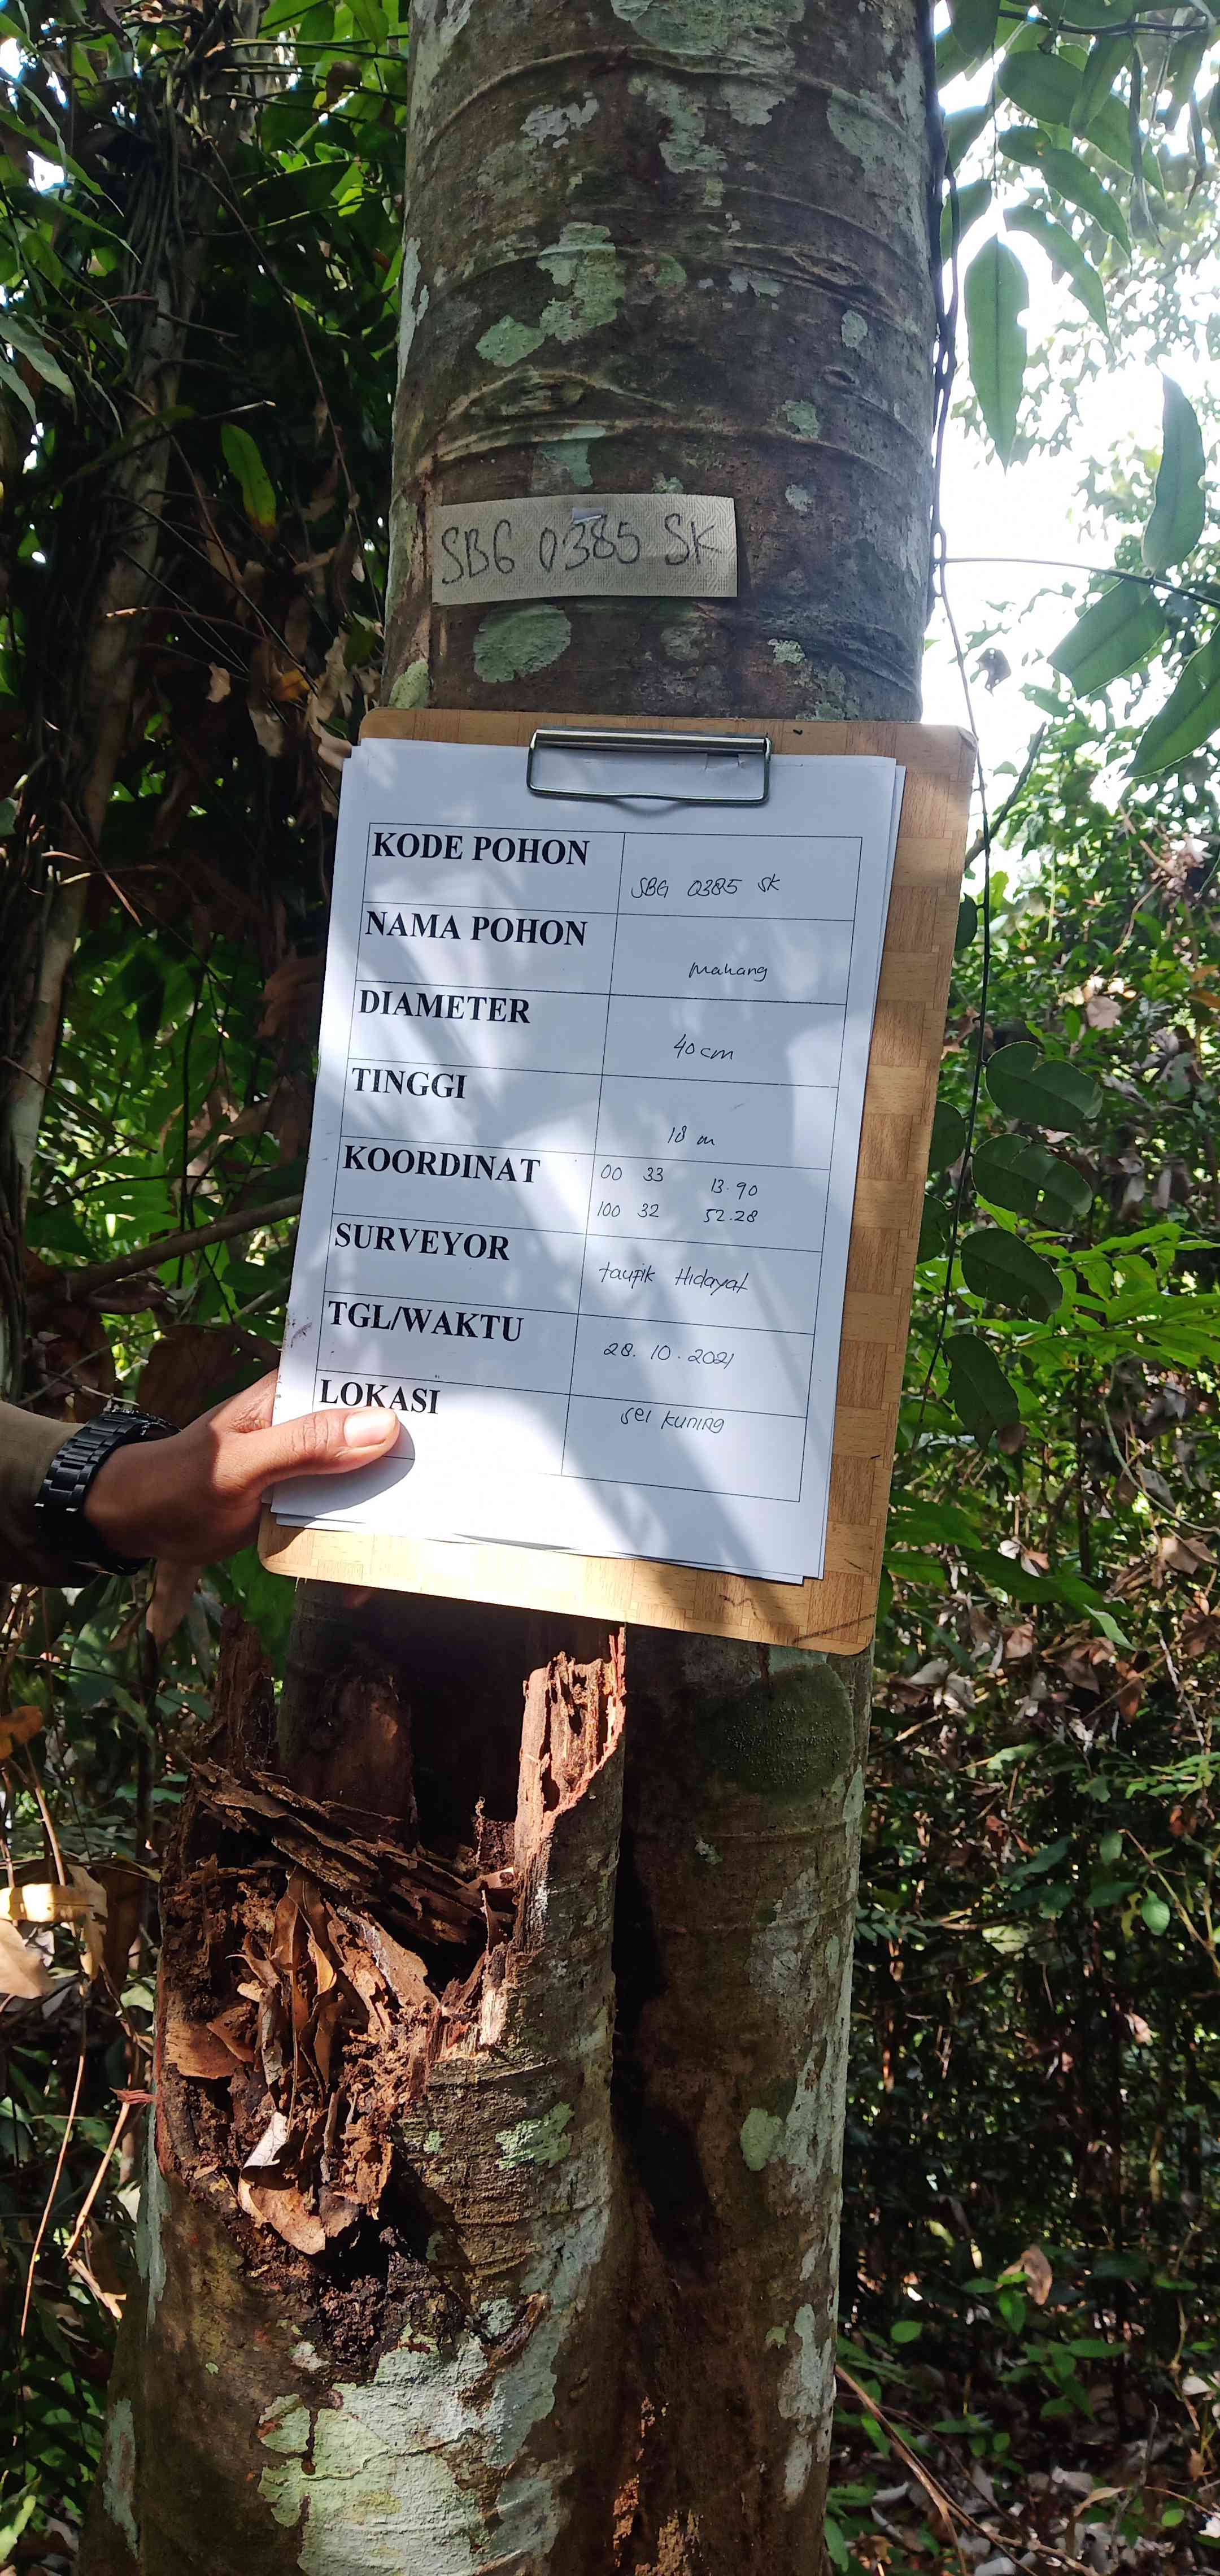 SBG 0385 SK
KODE POHON SBG 0385 SK
NAMA POHON Mahang
DIAMETER 40 cm
TINGGI 18 m
KOORDINAT 00 33 13.90
100 32 52.28
SURVEYOR taufik Hidayat
TGL/WAKTU 28.10.2021
LOKASI sei kuning